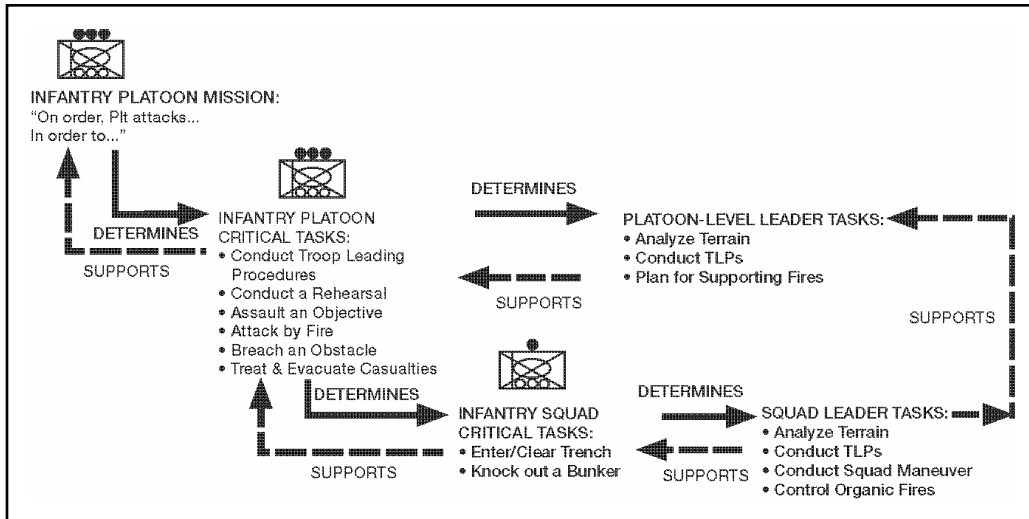 INFANTRY PLATOON MISSION:
“On order, Plt attacks...
In order to...”
DETERMINES
SUPPORTS
INFANTRY PLATOON
CRITICAL TASKS:
• Conduct Troop Leading
Procedures
• Conduct a Rehearsal
• Assault an Objective
• Attack by Fire
• Breach an Obstacle
• Treat & Evacuate Casualties
DETERMINES
SUPPORTS
PLATOON-LEVEL LEADER TASKS:
• Analyze Terrain
• Conduct TLPs
• Plan for Supporting Fires
SUPPORTS
DETERMINES
SUPPORTS
INFANTRY SQUAD
CRITICAL TASKS:
• Enter/Clear Trench
• Knock out a Bunker
DETERMINES
SUPPORTS
SQUAD LEADER TASKS:
• Analyze Terrain
• Conduct TLPs
• Conduct Squad Maneuver
• Control Organic Fires